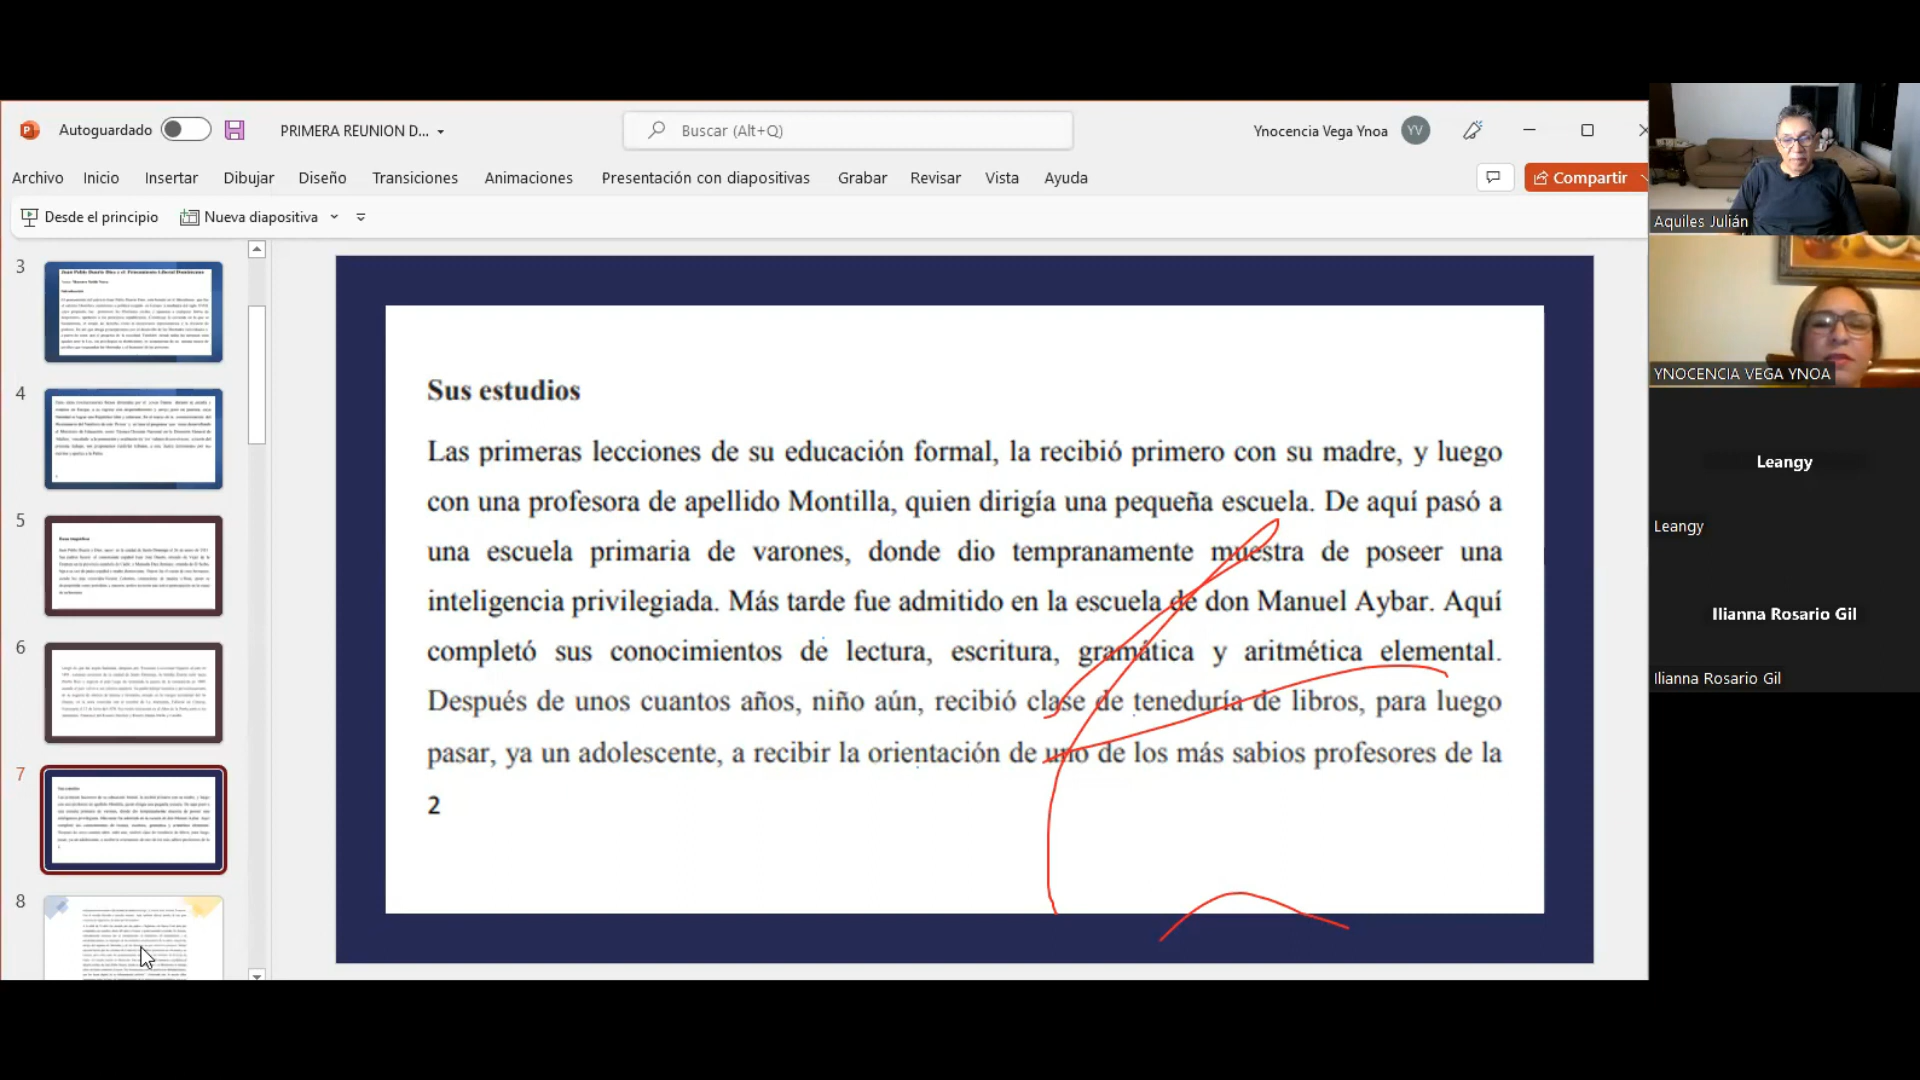 Autoguardado
PRIMERA REUNION D...
Buscar (Alt+Q)
Ynocencia Vega Ynoa
YV
Archivo
Inicio
Insertar
Dibujar
Diseño
Transiciones
Animaciones
Presentación con diapositivas
Grabar
Revisar
Vista
Ayuda
Compartir
Desde el principio
Nueva diapositiva
3
4
5
6
7
8
Sus estudios
Las primeras lecciones de su educación formal, la recibió primero con su madre, y luego
con una profesora de apellido Montilla, quien dirigía una pequeña escuela. De aquí pasó a
una escuela primaria de varones, donde dio tempranamente muestra de poseer una
inteligencia privilegiada. Más tarde fue admitido en la escuela de don Manuel Aybar. Aquí
completó sus conocimientos de lectura, escritura, gramática y aritmética elemental.
Después de unos cuantos años, niño aún, recibió clase de teneduría de libros, para luego
pasar, ya un adolescente, a recibir la orientación de uno de los más sabios profesores de la
2
Aquiles Julián
YNOCENCIA VEGA YNOA
Leangy
Leangy
Ilianna Rosario Gil
Ilianna Rosario Gil